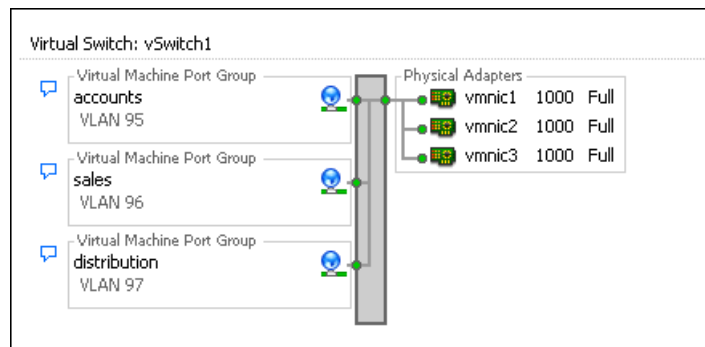 Virtual Switch: vSwitch1
Virtual Machine Port Group
accounts
VLAN 95
Virtual Machine Port Group
sales
VLAN 96
Virtual Machine Port Group
distribution
VLAN 97
Physical Adapters
vmnic1 1000 Full
vmnic2 1000 Full
vmnic3 1000 Full